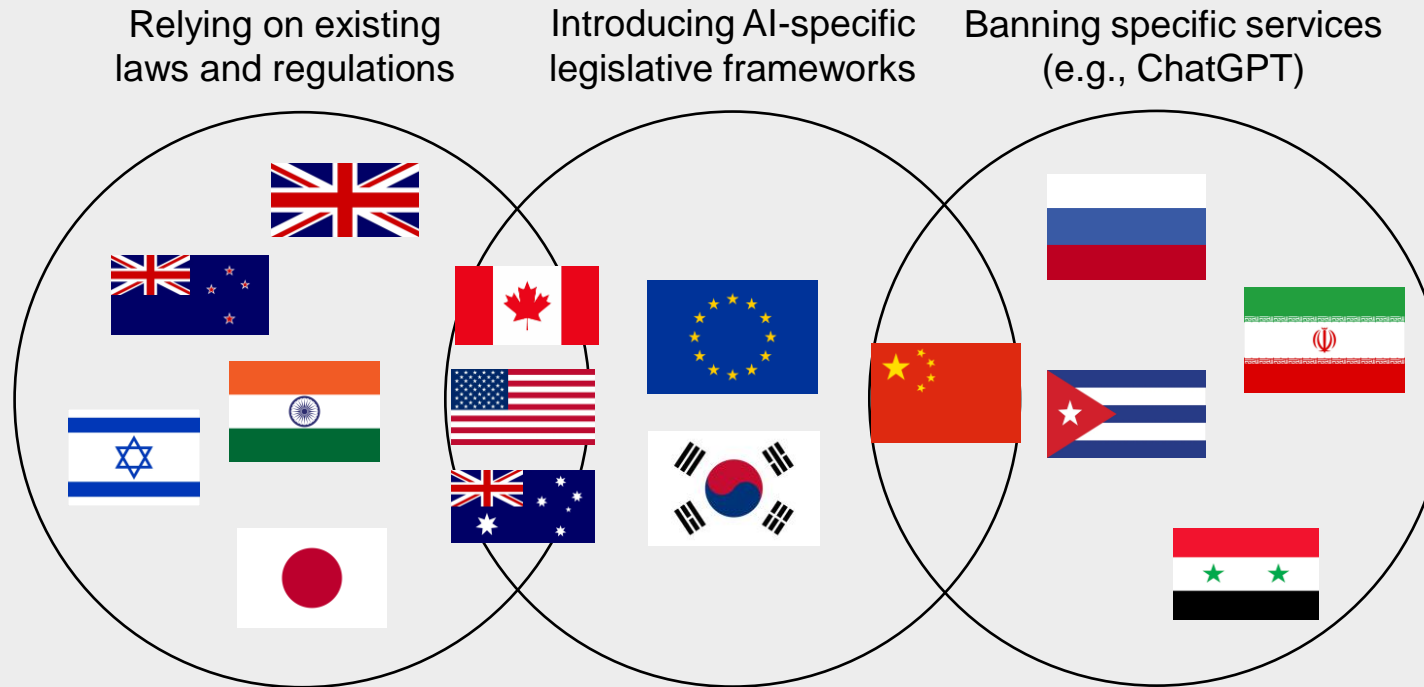 Relying on existing
laws and regulations
Introducing AI-specific
legislative frameworks
Banning specific services
(e.g., ChatGPT)